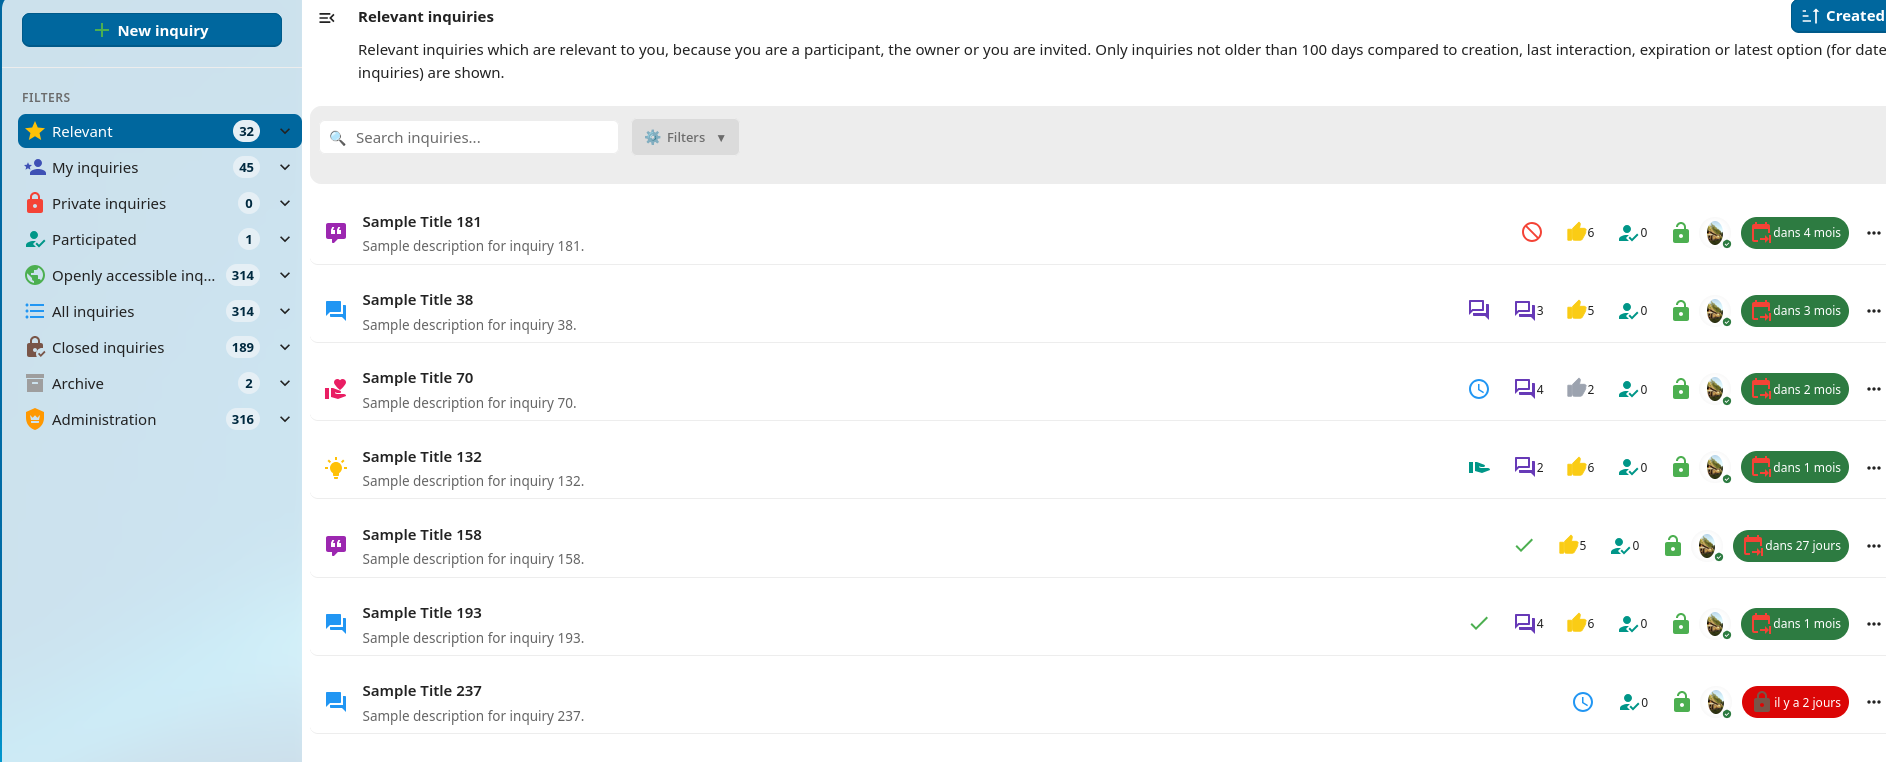 New inquiry
FILTERS
Relevant 32
My inquiries 45
Private inquiries 0
Participated 1
Openly accessible inq... 314
All inquiries 314
Closed inquiries 189
Archive 2
Administration 316
Relevant inquiries
Created
Relevant inquiries which are relevant to you, because you are a participant, the owner or you are invited. Only inquiries not older than 100 days compared to creation, last interaction, expiration or latest option (for date
inquiries) are shown.
Search inquiries...
Filters
Sample Title 181
Sample description for inquiry 181.
6 0 dans 4 mois
Sample Title 38
Sample description for inquiry 38.
3 5 0 dans 3 mois
Sample Title 70
Sample description for inquiry 70.
4 2 0 dans 2 mois
Sample Title 132
Sample description for inquiry 132.
2 6 0 dans 1 mois
Sample Title 158
Sample description for inquiry 158.
5 0 dans 27 jours
Sample Title 193
Sample description for inquiry 193.
4 6 0 dans 1 mois
Sample Title 237
Sample description for inquiry 237.
0 il y a 2 jours